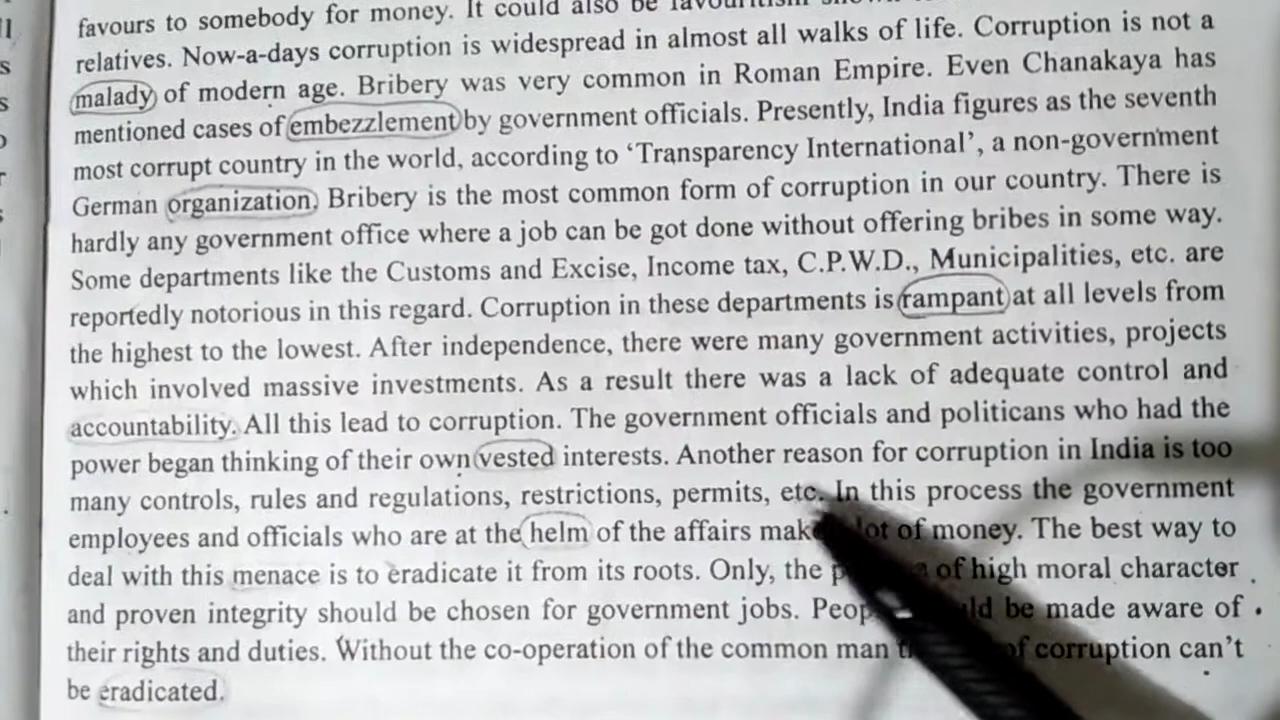 favours to somebody for money. It could also be favouritism shown
relatives. Now-a-days corruption is widespread in almost all walks of life. Corruption is not a
malady of modern age. Bribery was very common in Roman Empire. Even Chanakaya has
mentioned cases of embezzlement by government officials. Presently, India figures as the seventh
most corrupt country in the world, according to ‘Transparency International’, a non-government
German organization. Bribery is the most common form of corruption in our country. There is
hardly any government office where a job can be got done without offering bribes in some way.
Some departments like the Customs and Excise, Income tax, C.P.W.D., Municipalities, etc. are
reportedly notorious in this regard. Corruption in these departments is rampant at all levels from
the highest to the lowest. After independence, there were many government activities, projects
which involved massive investments. As a result there was a lack of adequate control and
accountability. All this lead to corruption. The government officials and politicans who had the
power began thinking of their own vested interests. Another reason for corruption in India is too
many controls, rules and regulations, restrictions, permits, etc. In this process the government
employees and officials who are at the helm of the affairs lot of money. The best way to
deal with this menace is to eradicate it from its roots. Only, the of high moral character
and proven integrity should be chosen for government jobs. be made aware of
their rights and duties. Without the co-operation of the common man of corruption can’t
be eradicated.